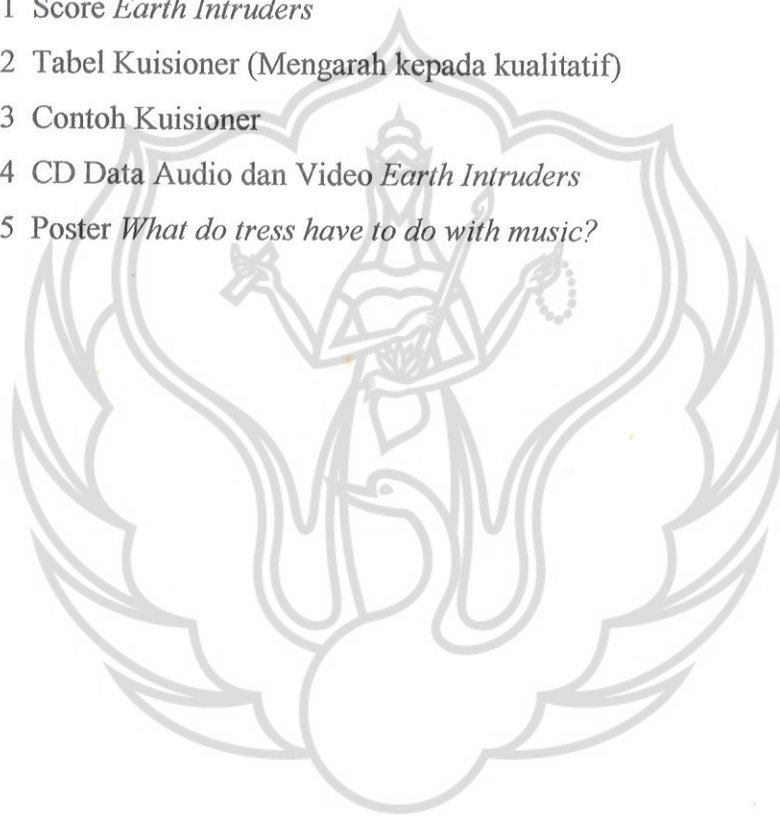 1 Score Earth Intruders
2 Tabel Kuisioner (Mengarah kepada kualitatif)
3 Contoh Kuisioner
4 CD Data Audio dan Video Earth Intruders
5 Poster What do tress have to do with music?